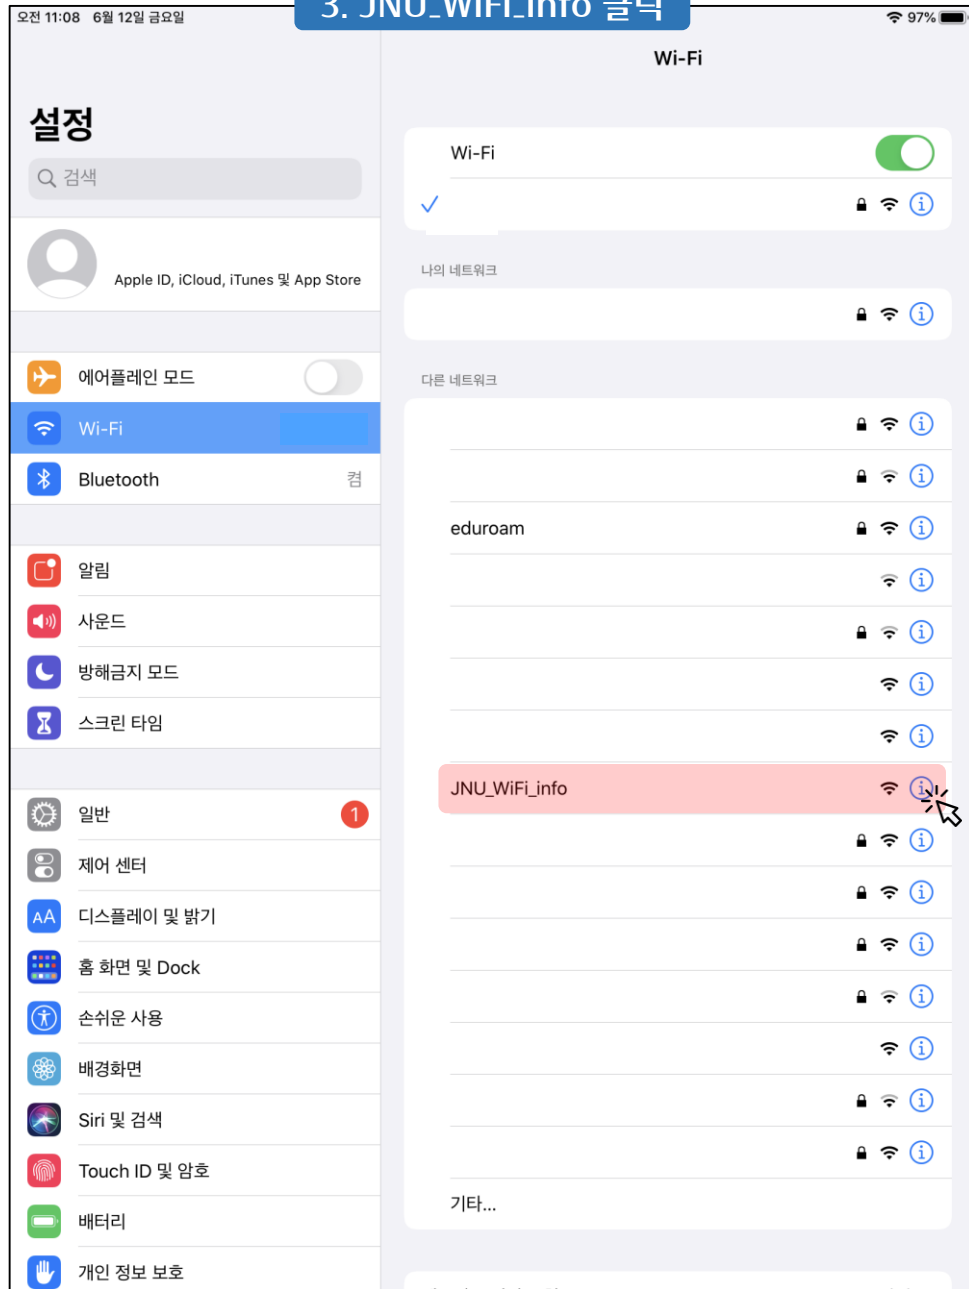 3. JNU_WiFi_info 클릭
오전 11:08 6월 12일 금요일
97%
설정
검색
Apple ID, iCloud, iTunes 및 App Store
에어플레인 모드
Wi-Fi
Bluetooth 켬
알림
사운드
방해금지 모드
스크린 타임
일반 1
제어 센터
디스플레이 및 밝기
홈 화면 및 Dock
손쉬운 사용
배경화면
Siri 및 검색
Touch ID 및 암호
배터리
개인 정보 보호
Wi-Fi
Wi-Fi
나의 네트워크
다른 네트워크
eduroam
JNU_WiFi_info
기타...